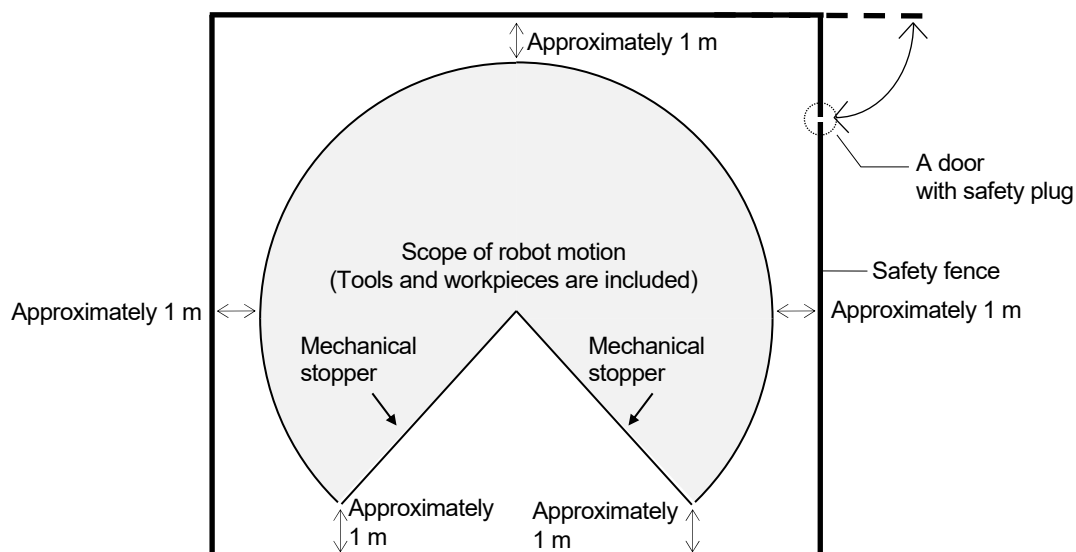 Approximately 1 m
A door
with safety plug
Scope of robot motion
(Tools and workpieces are included)
Safety fence
Approximately 1 m
Approximately 1 m
Mechanical
stopper
Mechanical
stopper
Approximately
1 m
Approximately
1 m